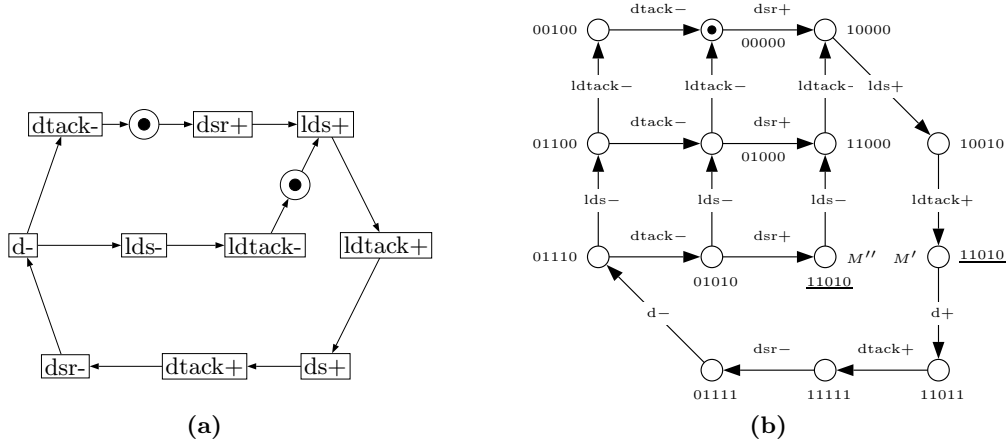 dtack-
dsr+
lds+
d-
lds-
ldtack-
ldtack+
dsr-
dtack+
ds+
(a)
dtack− dsr+
00100 00000 10000
ldtack− ldtack− ldtack- lds+
dtack− dsr+
01100 01000 11000 10010
lds− lds− lds− ldtack+
dtack− dsr+
01110 01010 11010 M′′ M′ 11010
d− d+
dsr− dtack+
01111 11111 11011
(b)